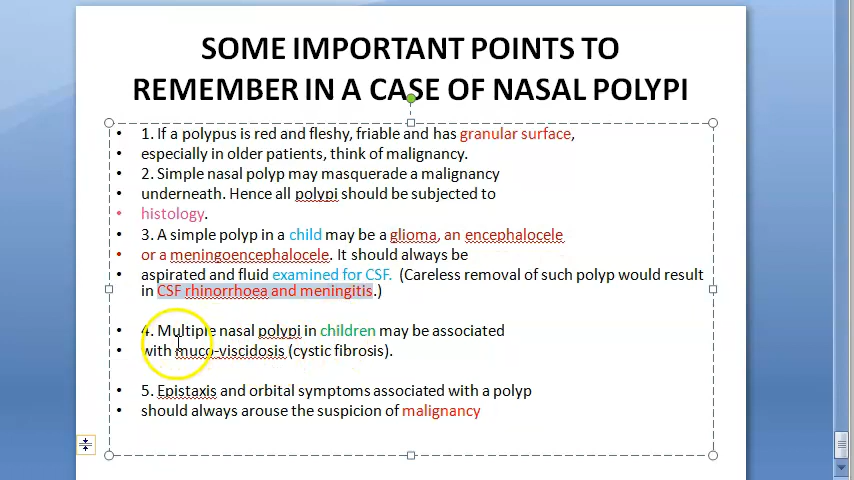 SOME IMPORTANT POINTS TO
REMEMBER IN A CASE OF NASAL POLYPI
• 1. If a polypus is red and fleshy, friable and has granular surface,
• especially in older patients, think of malignancy.
• 2. Simple nasal polyp may masquerade a malignancy
• underneath. Hence all polypi should be subjected to
• histology.
• 3. A simple polyp in a child may be a glioma, an encephalocele
• or a meningoencephalocele. It should always be
• aspirated and fluid examined for CSF. (Careless removal of such polyp would result
in CSF rhinorrhoea and meningitis.)
• 4. Multiple nasal polypi in children may be associated
• with muco-viscidosis (cystic fibrosis).
• 5. Epistaxis and orbital symptoms associated with a polyp
• should always arouse the suspicion of malignancy